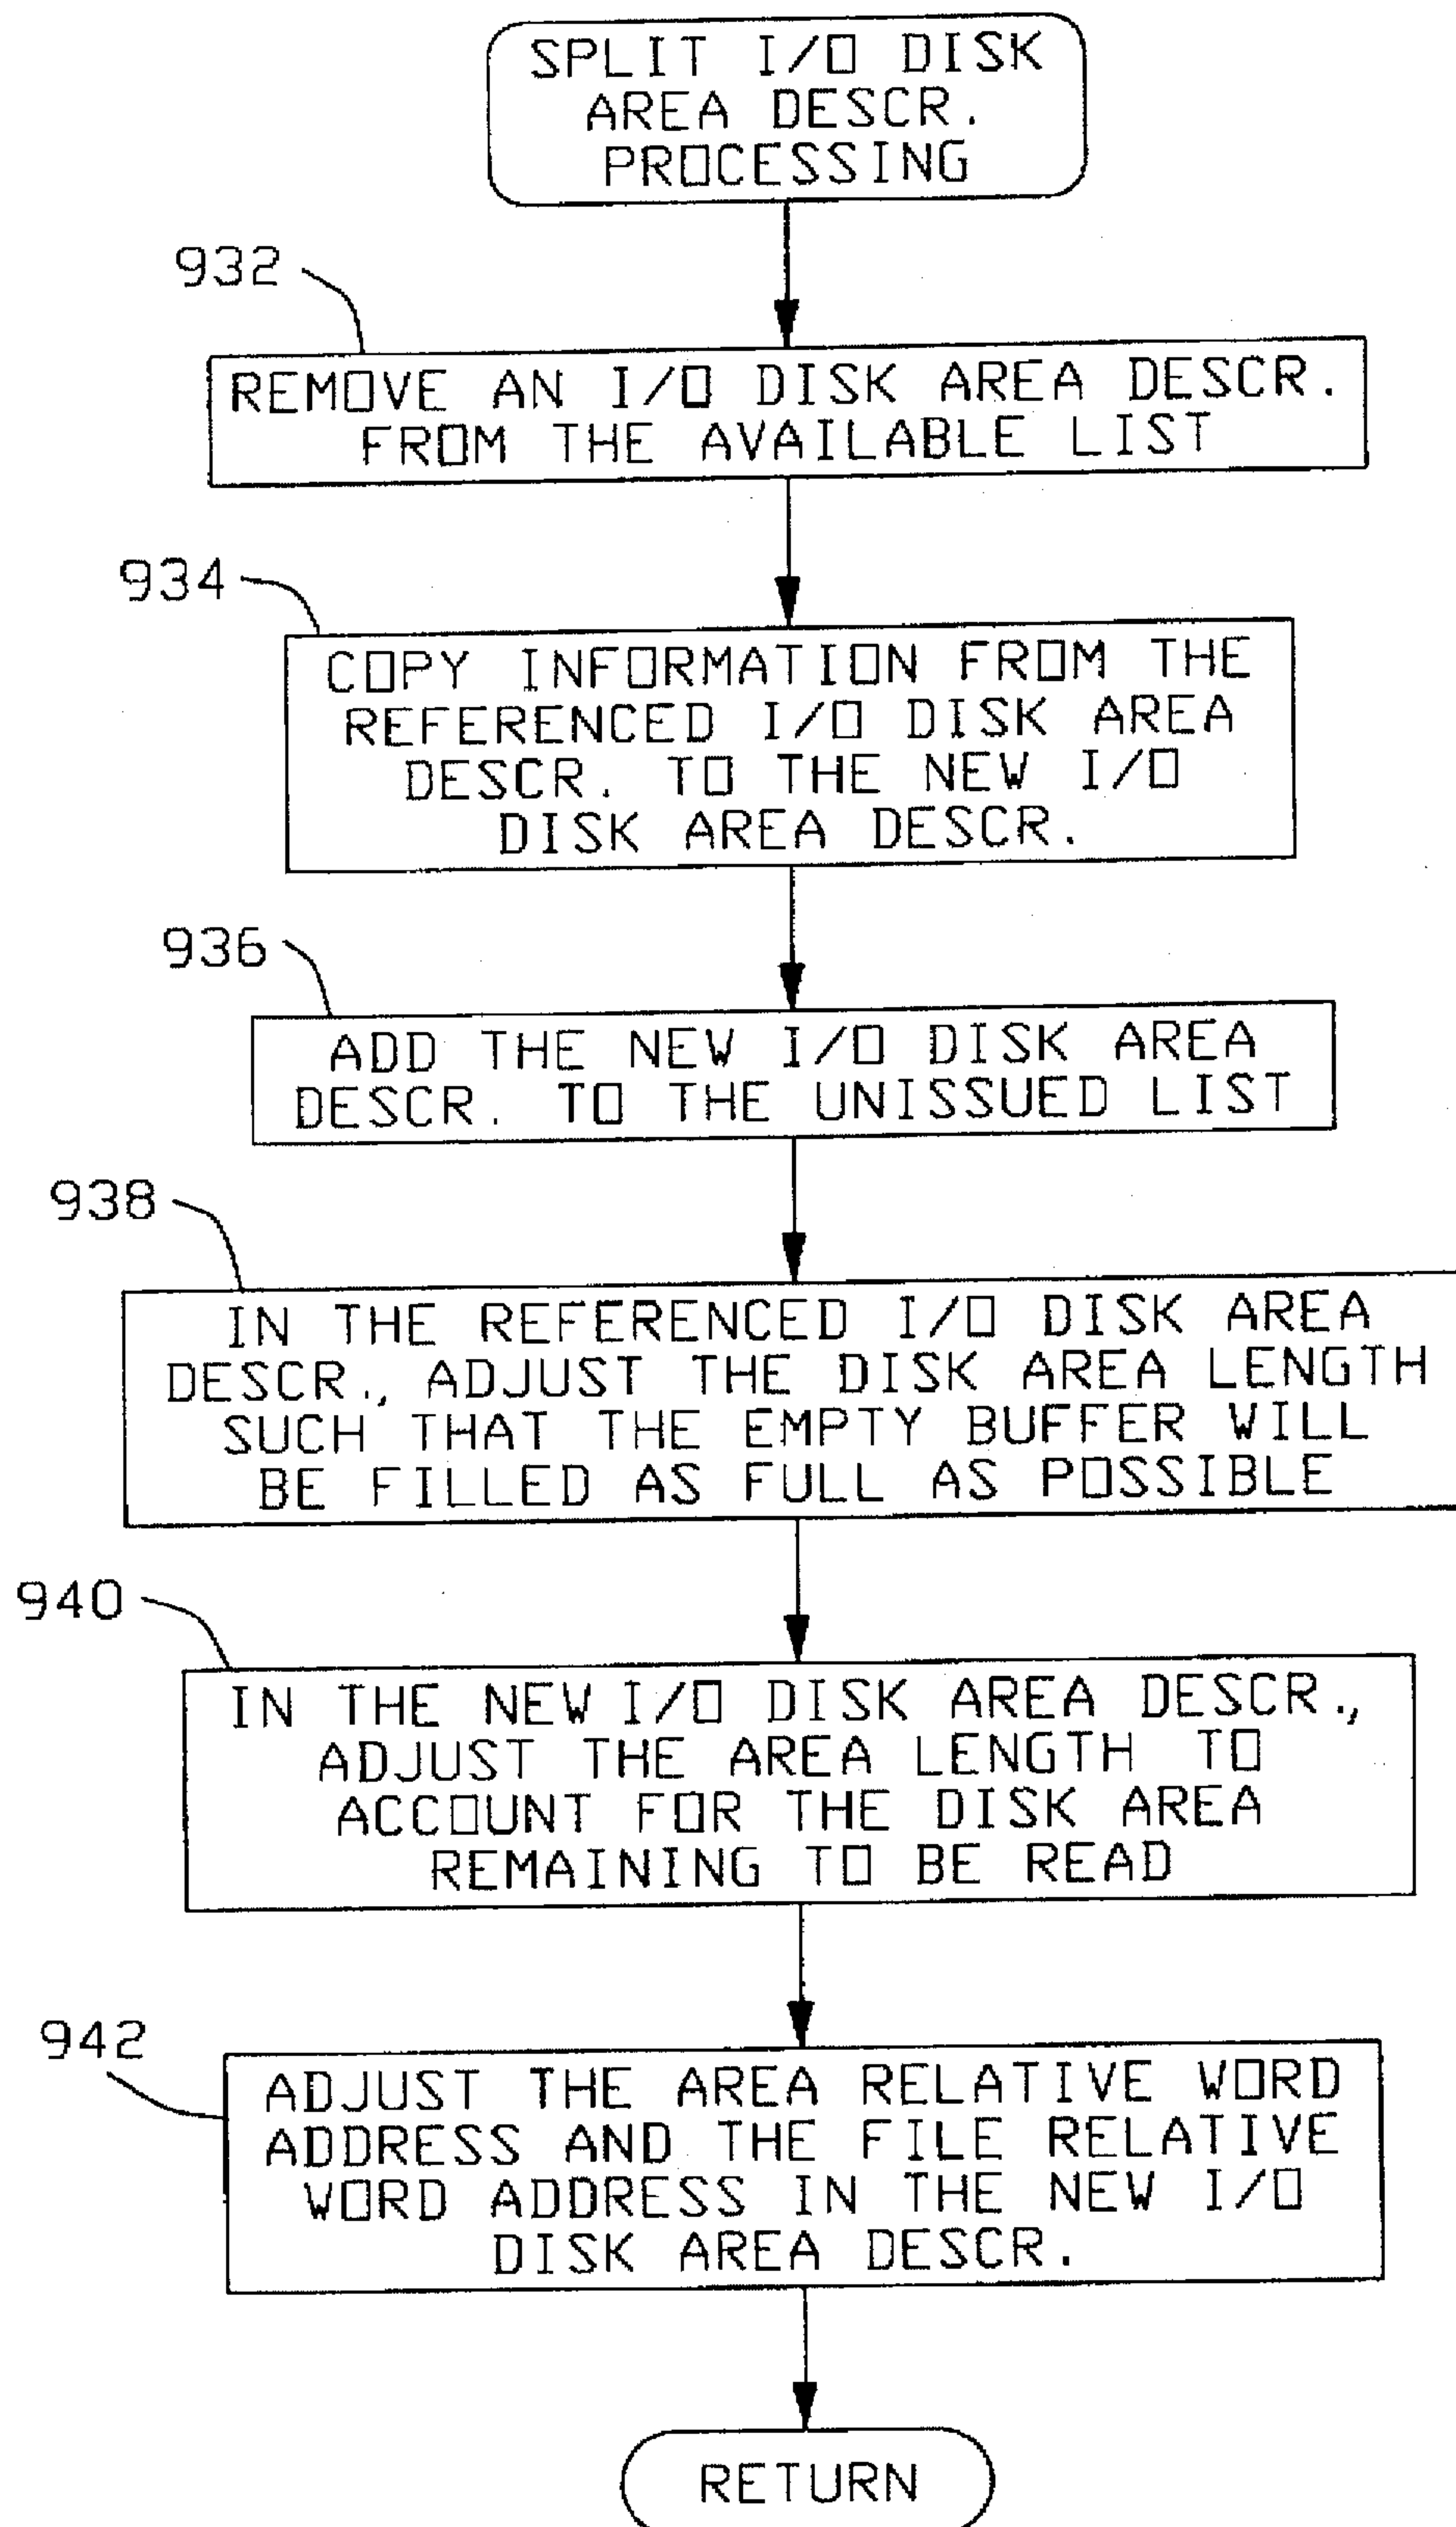 SPLIT I/O DISK
AREA DESCR.
PROCESSING
932
REMOVE AN I/O DISK AREA DESCR.
FROM THE AVAILABLE LIST
934
COPY INFORMATION FROM THE
REFERENCED I/O DISK AREA
DESCR. TO THE NEW I/O
DISK AREA DESCR.
936
ADD THE NEW I/O DISK AREA
DESCR. TO THE UNISSUED LIST
938
IN THE REFERENCED I/O DISK AREA
DESCR., ADJUST THE DISK AREA LENGTH
SUCH THAT THE EMPTY BUFFER WILL
BE FILLED AS FULL AS POSSIBLE
940
IN THE NEW I/O DISK AREA DESCR.,
ADJUST THE AREA LENGTH TO
ACCOUNT FOR THE DISK AREA
REMAINING TO BE READ
942
ADJUST THE AREA RELATIVE WORD
ADDRESS AND THE FILE RELATIVE
WORD ADDRESS IN THE NEW I/O
DISK AREA DESCR.
RETURN